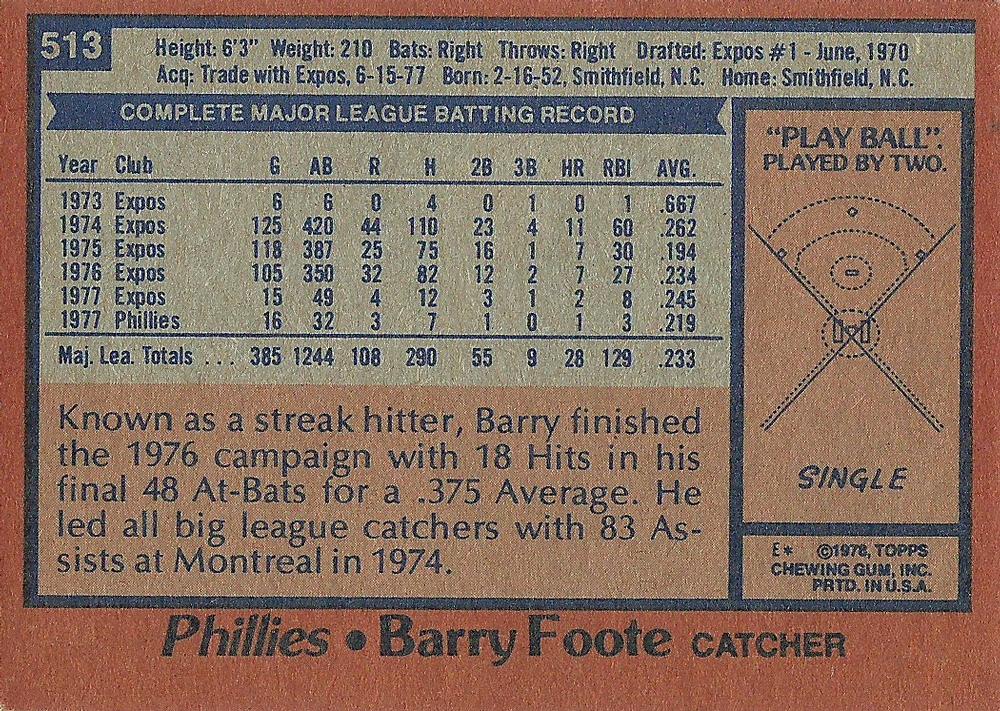 513
Height: 6'3" Weight: 210 Bats: Right Throws: Right Drafted: Expos #1 - June, 1970
Acq: Trade with Expos, 6-15-77 Born: 2-16-52, Smithfield, N.C. Home: Smithfield, N.C.
COMPLETE MAJOR LEAGUE BATTING RECORD
Year Club G AB R H 2B 3B HR RBI AVG.
1973 Expos 6 6 0 4 0 1 0 1 .667
1974 Expos 125 420 44 110 23 4 11 60 .262
1975 Expos 118 387 25 75 16 1 7 30 .194
1976 Expos 105 350 32 82 12 2 7 27 .234
1977 Expos 15 49 4 12 3 1 2 8 .245
1977 Phillies 16 32 3 7 1 0 1 3 .219
Maj. Lea. Totals ... 385 1244 108 290 55 9 28 129 .233
Known as a streak hitter, Barry finished
the 1976 campaign with 18 Hits in his
final 48 At-Bats for a .375 Average. He
led all big league catchers with 83 As-
sists at Montreal in 1974.
"PLAY BALL".
PLAYED BY TWO.
SINGLE
E* ©1978, TOPPS
CHEWING GUM, INC.
PRTD. IN U.S.A.
Phillies • Barry Foote CATCHER